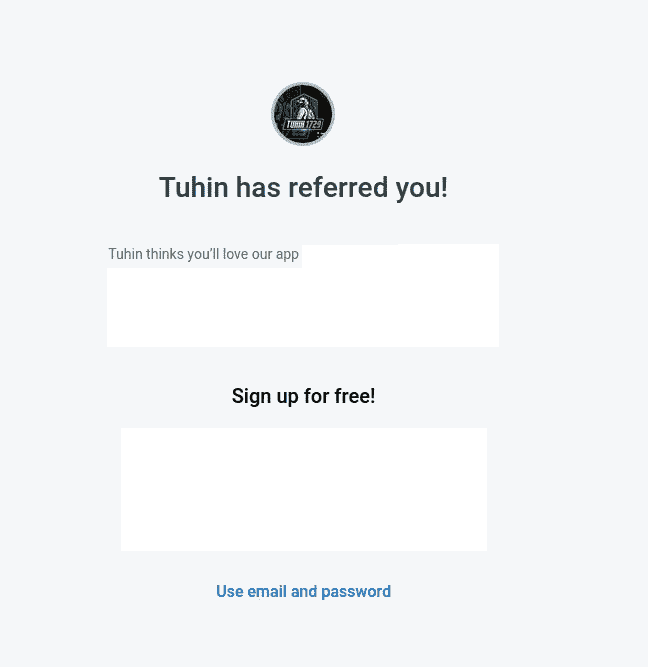 TUHIN 1729
Tuhin has referred you!
Tuhin thinks you'll love our app
Sign up for free!
Use email and password